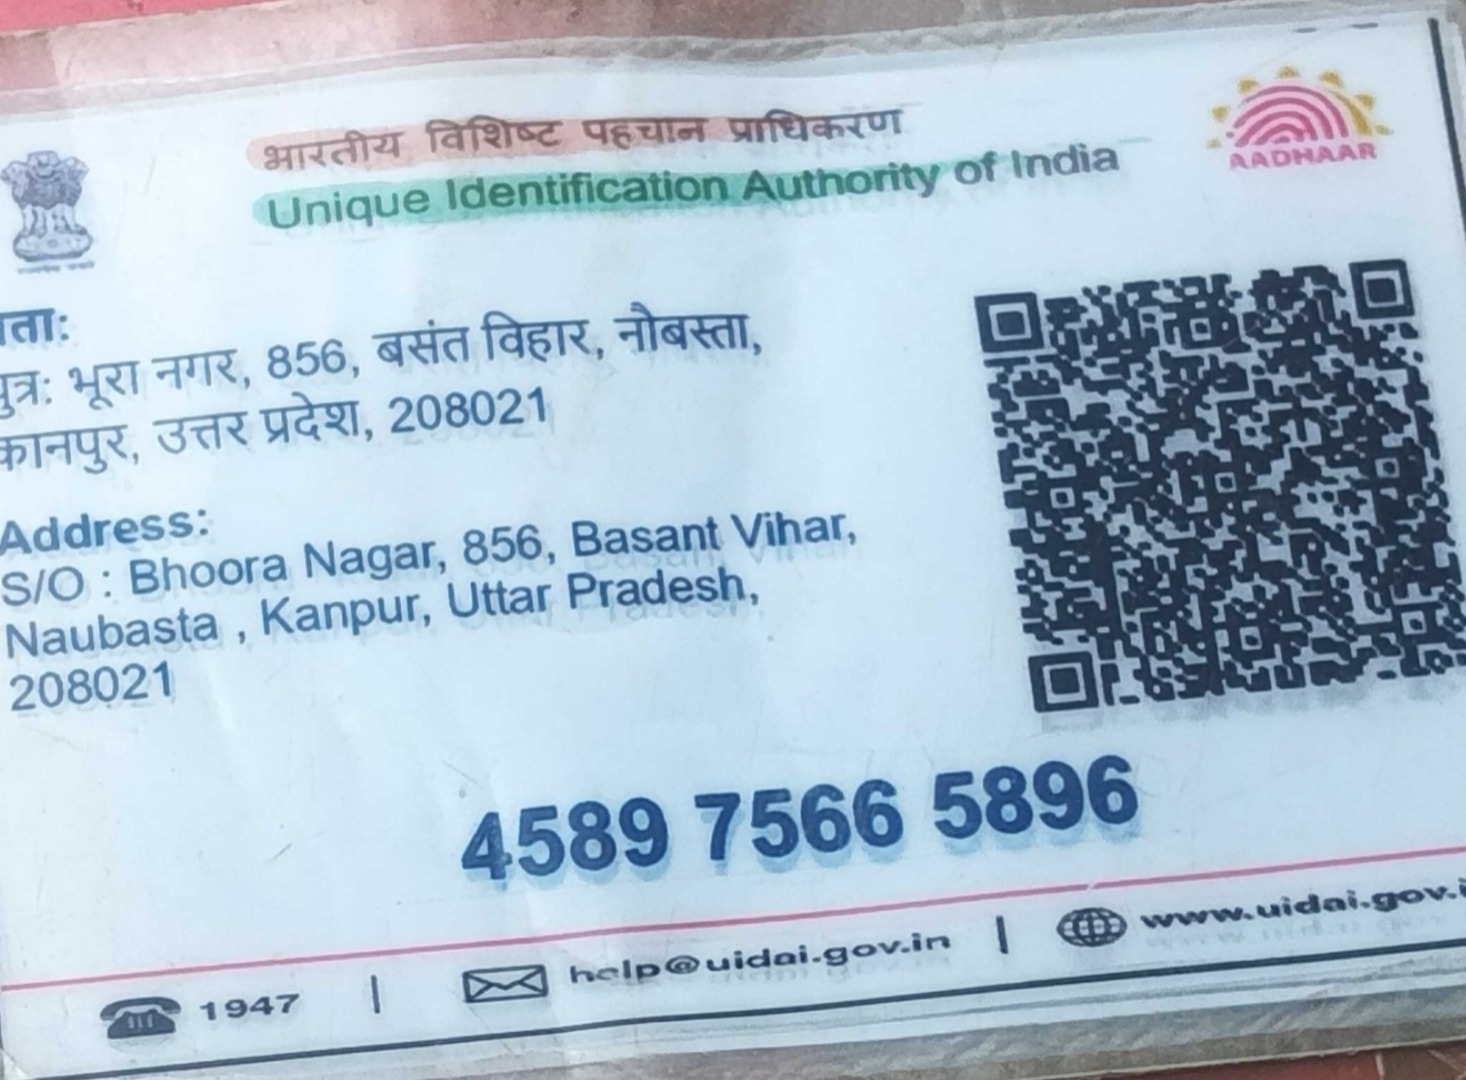 भारतीय विशिष्ट पहचान प्राधिकरण
Unique Identification Authority of India
AADHAAR
पता:
पुत्र: भूरा नगर, 856, बसंत विहार, नौबस्ता,
कानपुर, उत्तर प्रदेश, 208021
Address:
S/O : Bhoora Nagar, 856, Basant Vihar,
Naubasta , Kanpur, Uttar Pradesh,
208021
4589 7566 5896
1947 | help@uidai.gov.in | www.uidai.gov.i